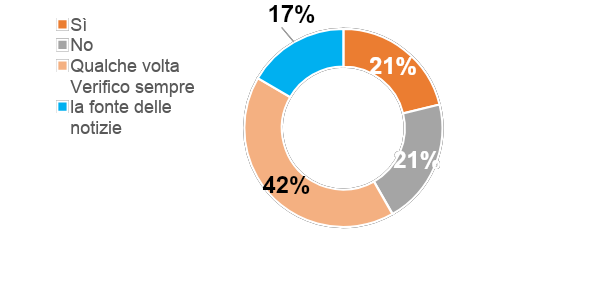 17%
Sì
No
Qualche volta
Verifico sempre
la fonte delle
notizie
21%
21%
42%